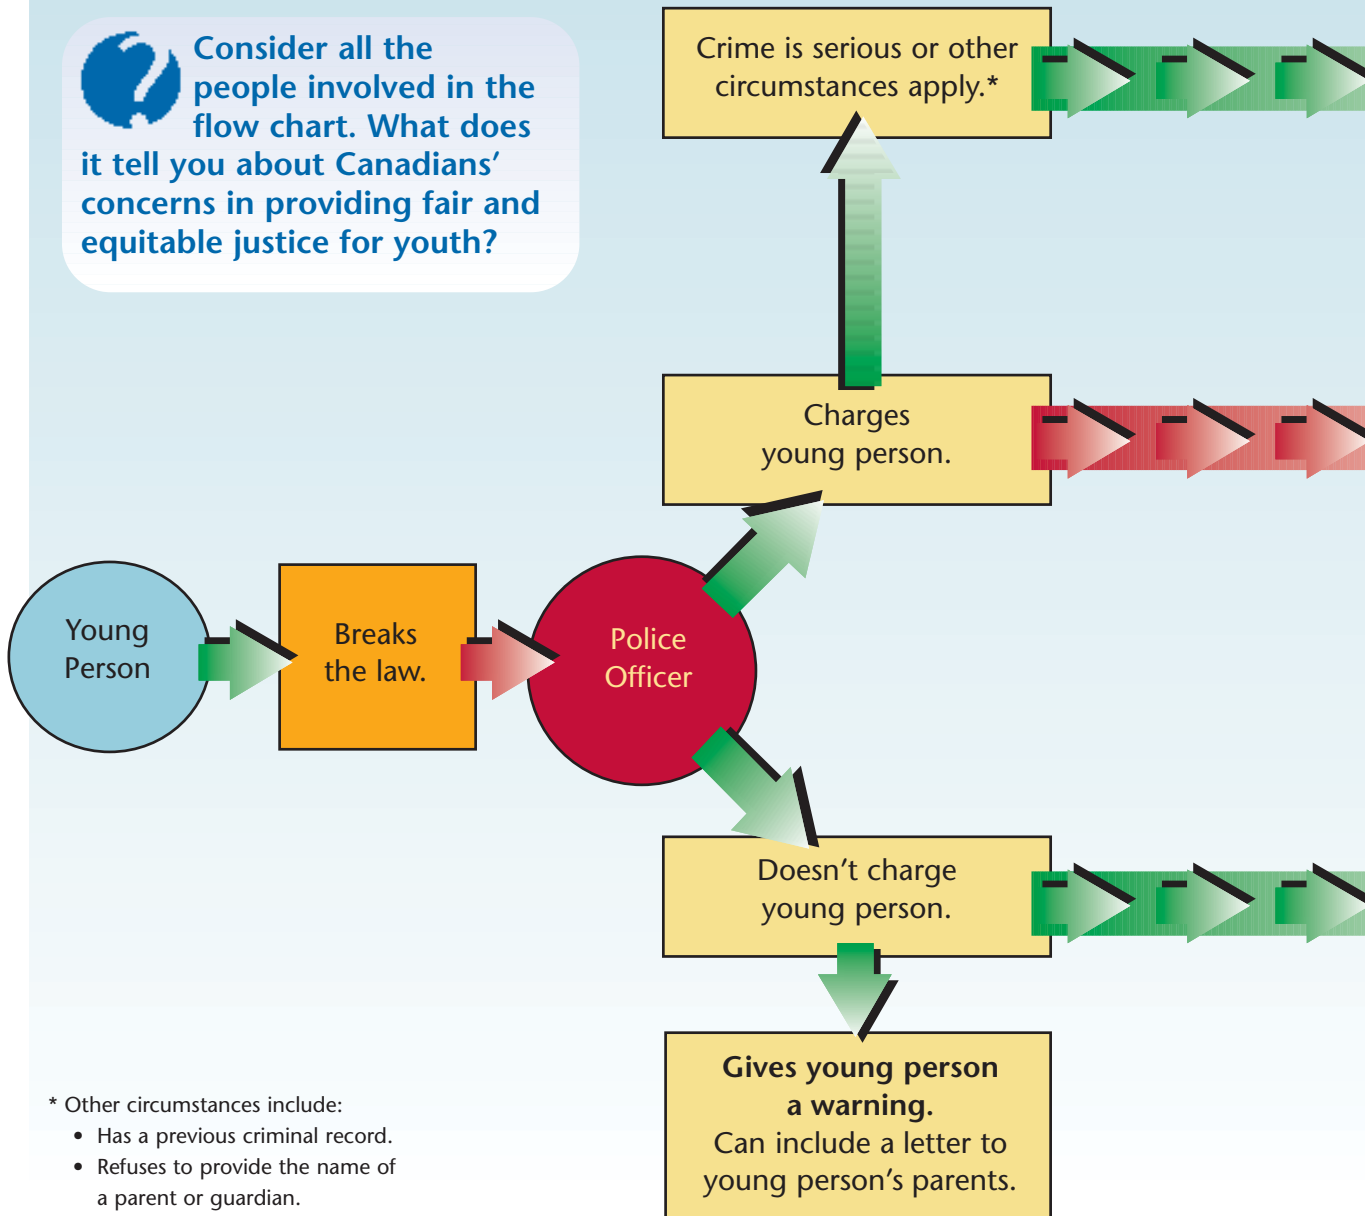 Consider all the
people involved in the
flow chart. What does
it tell you about Canadians’
concerns in providing fair and
equitable justice for youth?
Crime is serious or other
circumstances apply.*
Charges
young person.
Young
Person
Breaks
the law.
Police
Officer
Doesn’t charge
young person.
Gives young person
a warning.
Can include a letter to
young person’s parents.
* Other circumstances include:
• Has a previous criminal record.
• Refuses to provide the name of
a parent or guardian.